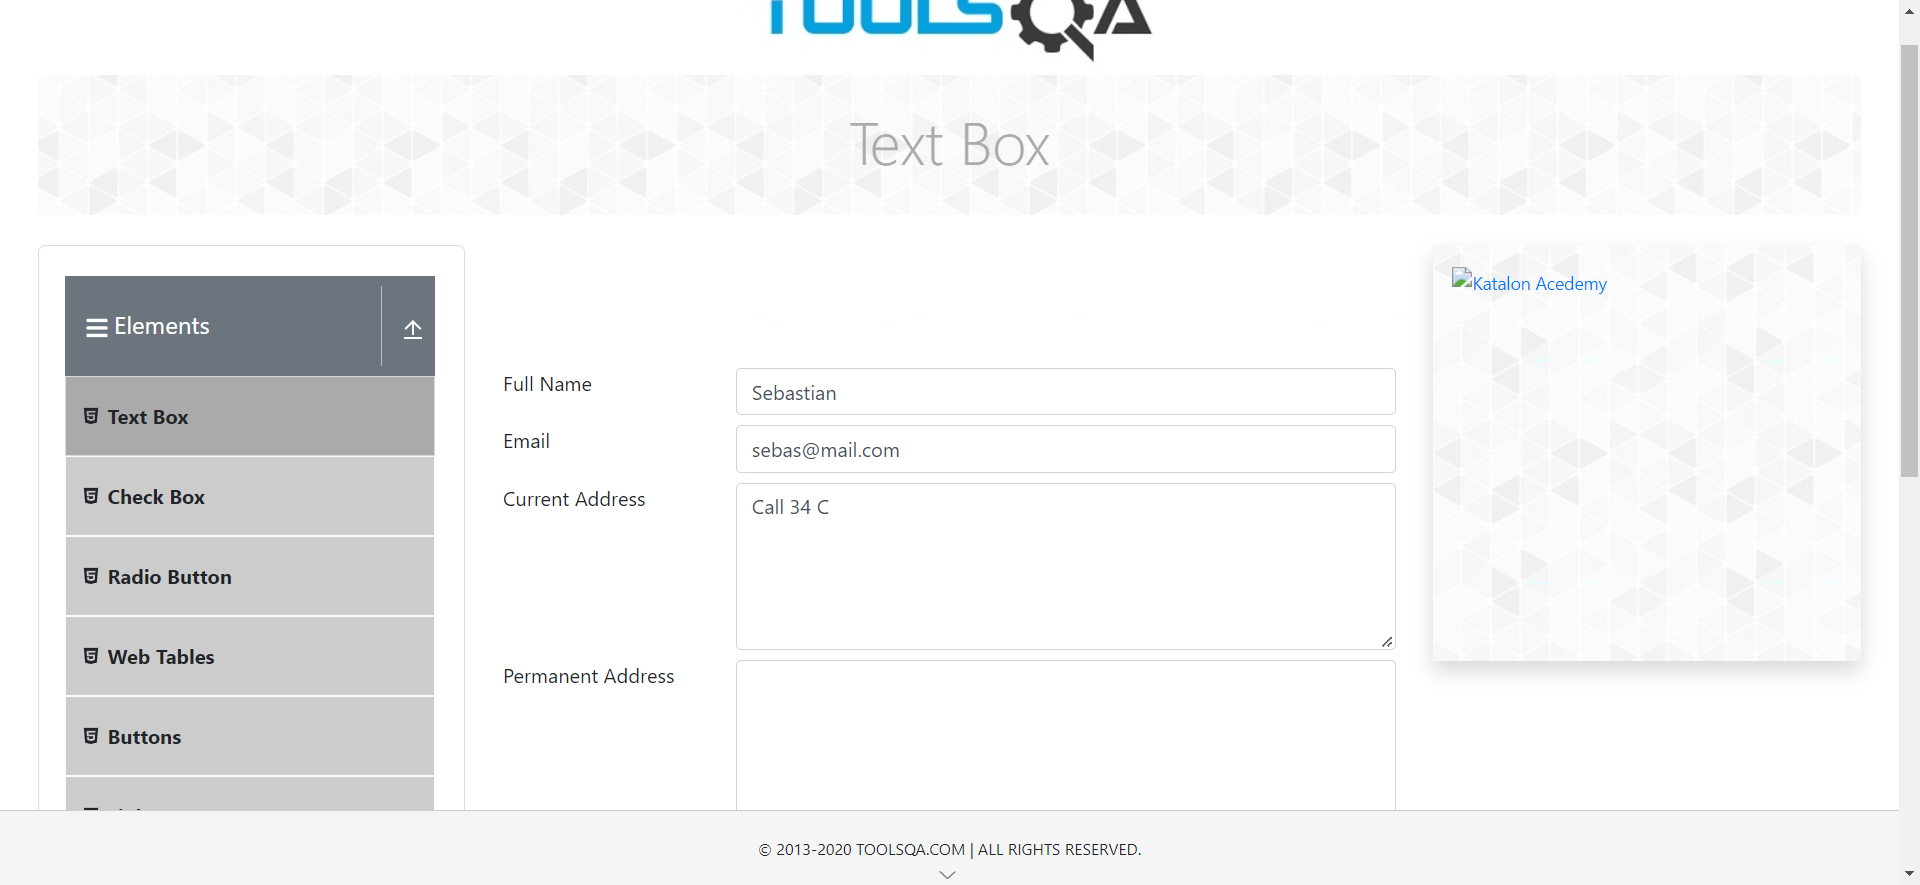 TOOLSQA
Text Box
Elements
Text Box
Check Box
Radio Button
Web Tables
Buttons
Full Name
Sebastian
Email
sebas@mail.com
Current Address
Call 34 C
Permanent Address
Katalon Acedemy
© 2013-2020 TOOLSQA.COM | ALL RIGHTS RESERVED.